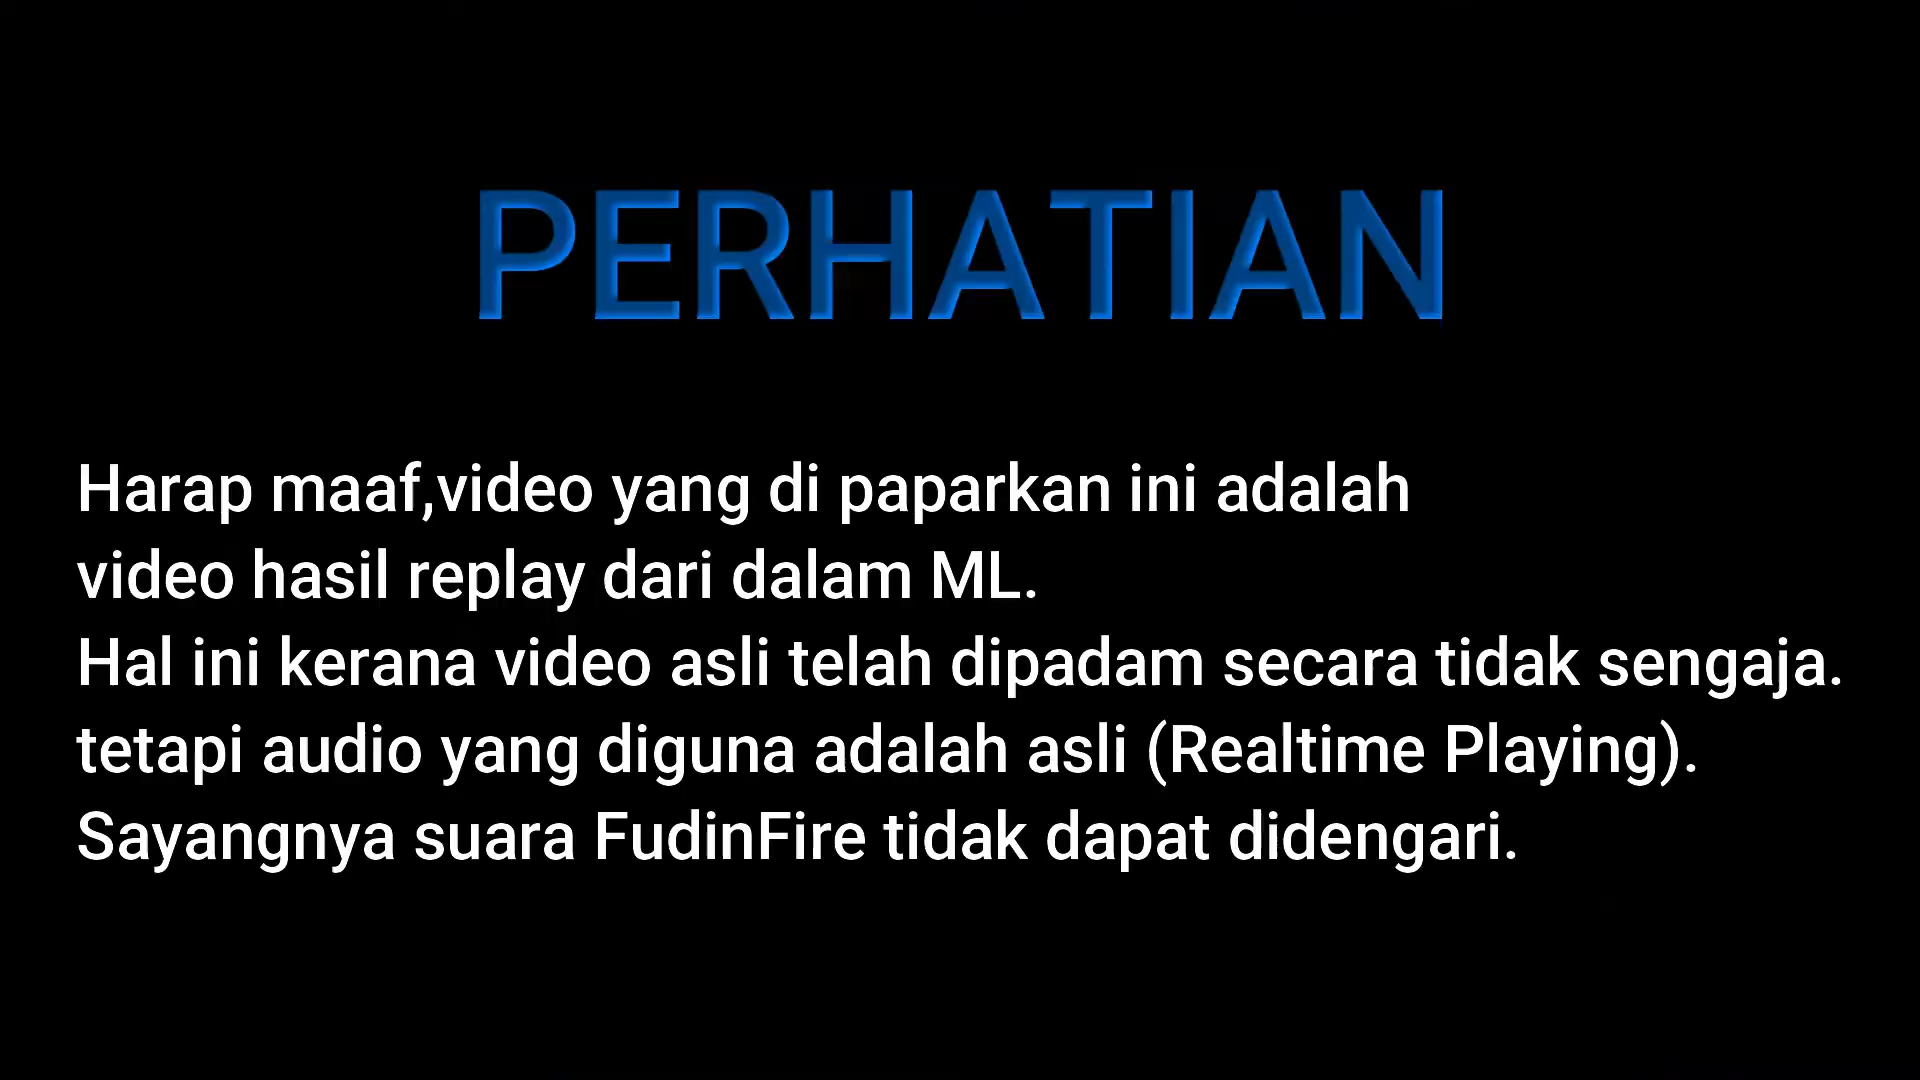 PERHATIAN
Harap maaf,video yang di paparkan ini adalah
video hasil replay dari dalam ML.
Hal ini kerana video asli telah dipadam secara tidak sengaja.
tetapi audio yang diguna adalah asli (Realtime Playing).
Sayangnya suara FudinFire tidak dapat didengari.